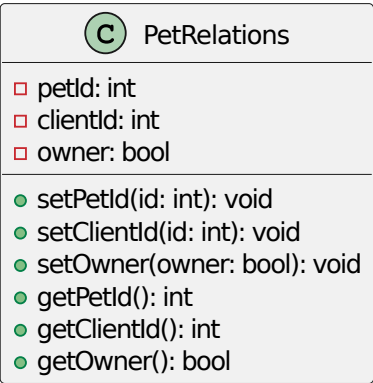 C PetRelations
petId: int
clientId: int
owner: bool
setPetId(id: int): void
setClientId(id: int): void
setOwner(owner: bool): void
getPetId(): int
getClientId(): int
getOwner(): bool